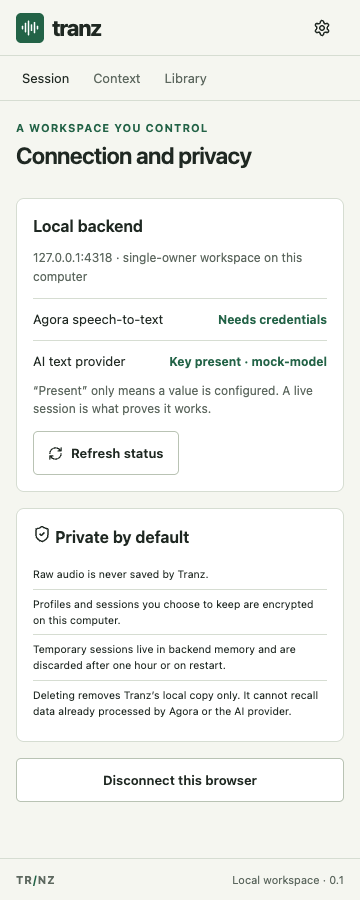 tranz
Session Context Library
A WORKSPACE YOU CONTROL
Connection and privacy
Local backend
127.0.0.1:4318 · single-owner workspace on this
computer
Agora speech-to-text Needs credentials
AI text provider Key present · mock-model
“Present” only means a value is configured. A live
session is what proves it works.
Refresh status
Private by default
Raw audio is never saved by Tranz.
Profiles and sessions you choose to keep are encrypted
on this computer.
Temporary sessions live in backend memory and are
discarded after one hour or on restart.
Deleting removes Tranz’s local copy only. It cannot recall
data already processed by Agora or the AI provider.
Disconnect this browser
TR/NZ Local workspace · 0.1